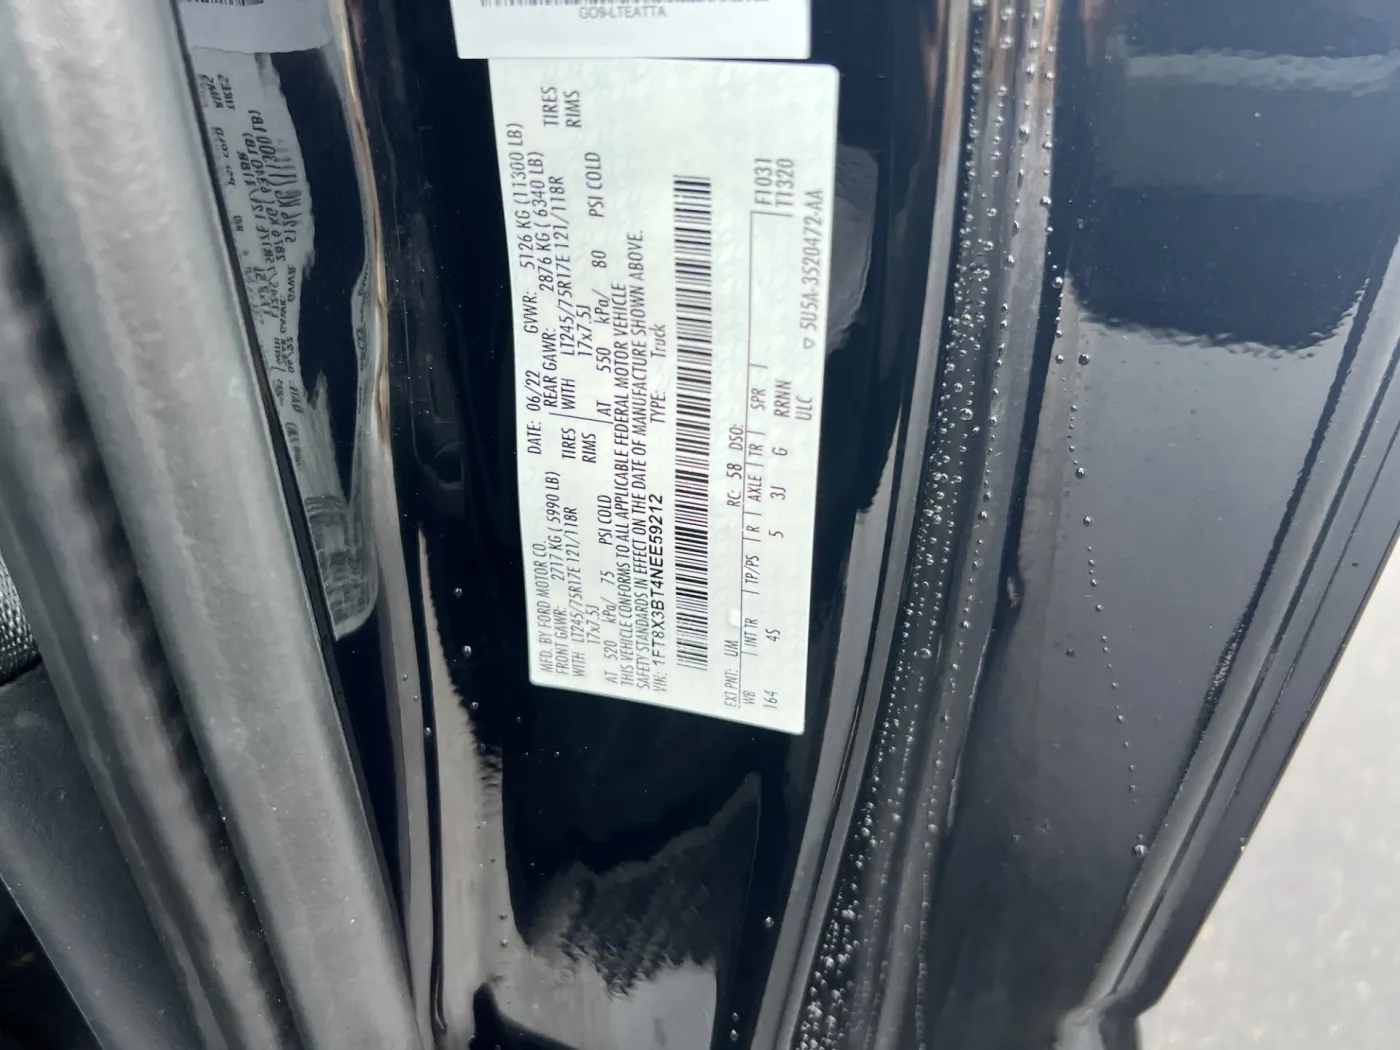 GO9-LTEATTA
MFD. BY FORD MOTOR CO.
DATE: 06/22 GVWR: 5126 KG (11300 LB)
FRONT GAWR: 2717 KG ( 5990 LB) REAR GAWR: 2876 KG ( 6340 LB)
WITH LT245/75R17E 121/118R TIRES WITH LT245/75R17E 121/118R TIRES
17x7.5J RIMS 17x7.5J RIMS
AT 520 kPa/ 75 PSI COLD AT 550 kPa/ 80 PSI COLD
THIS VEHICLE CONFORMS TO ALL APPLICABLE FEDERAL MOTOR VEHICLE
SAFETY STANDARDS IN EFFECT ON THE DATE OF MANUFACTURE SHOWN ABOVE.
VIN: 1FT8X3BT4NEE59212 TYPE: Truck
EXT PNT: UM RC: 58 DSO:
WB INT TR TP/PS R AXLE TR SPR F1031
164 4S 5 3J G RRNN T1320
ULC ▽ 5U5A-3520472-AA